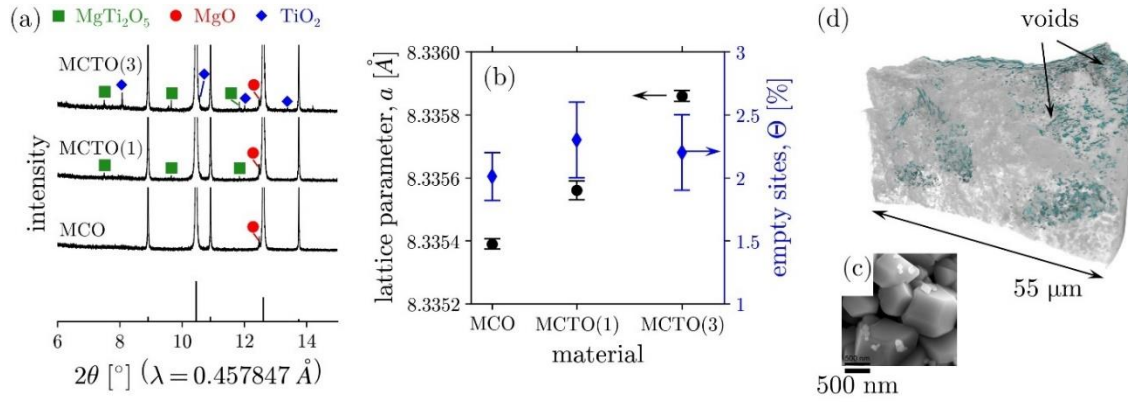 (a)
MgTi₂O₅
MgO
TiO₂
MCTO(3)
MCTO(1)
MCO
intensity
6
8
10
12
14
2θ [°] (λ = 0.457847 Å)
(b)
8.3360
8.3358
8.3356
8.3354
8.3352
lattice parameter, a [Å]
3
2.5
2
1.5
1
empty sites, Θ [%]
MCO
MCTO(1)
MCTO(3)
material
(d)
voids
55 μm
(c)
500 nm
500 nm